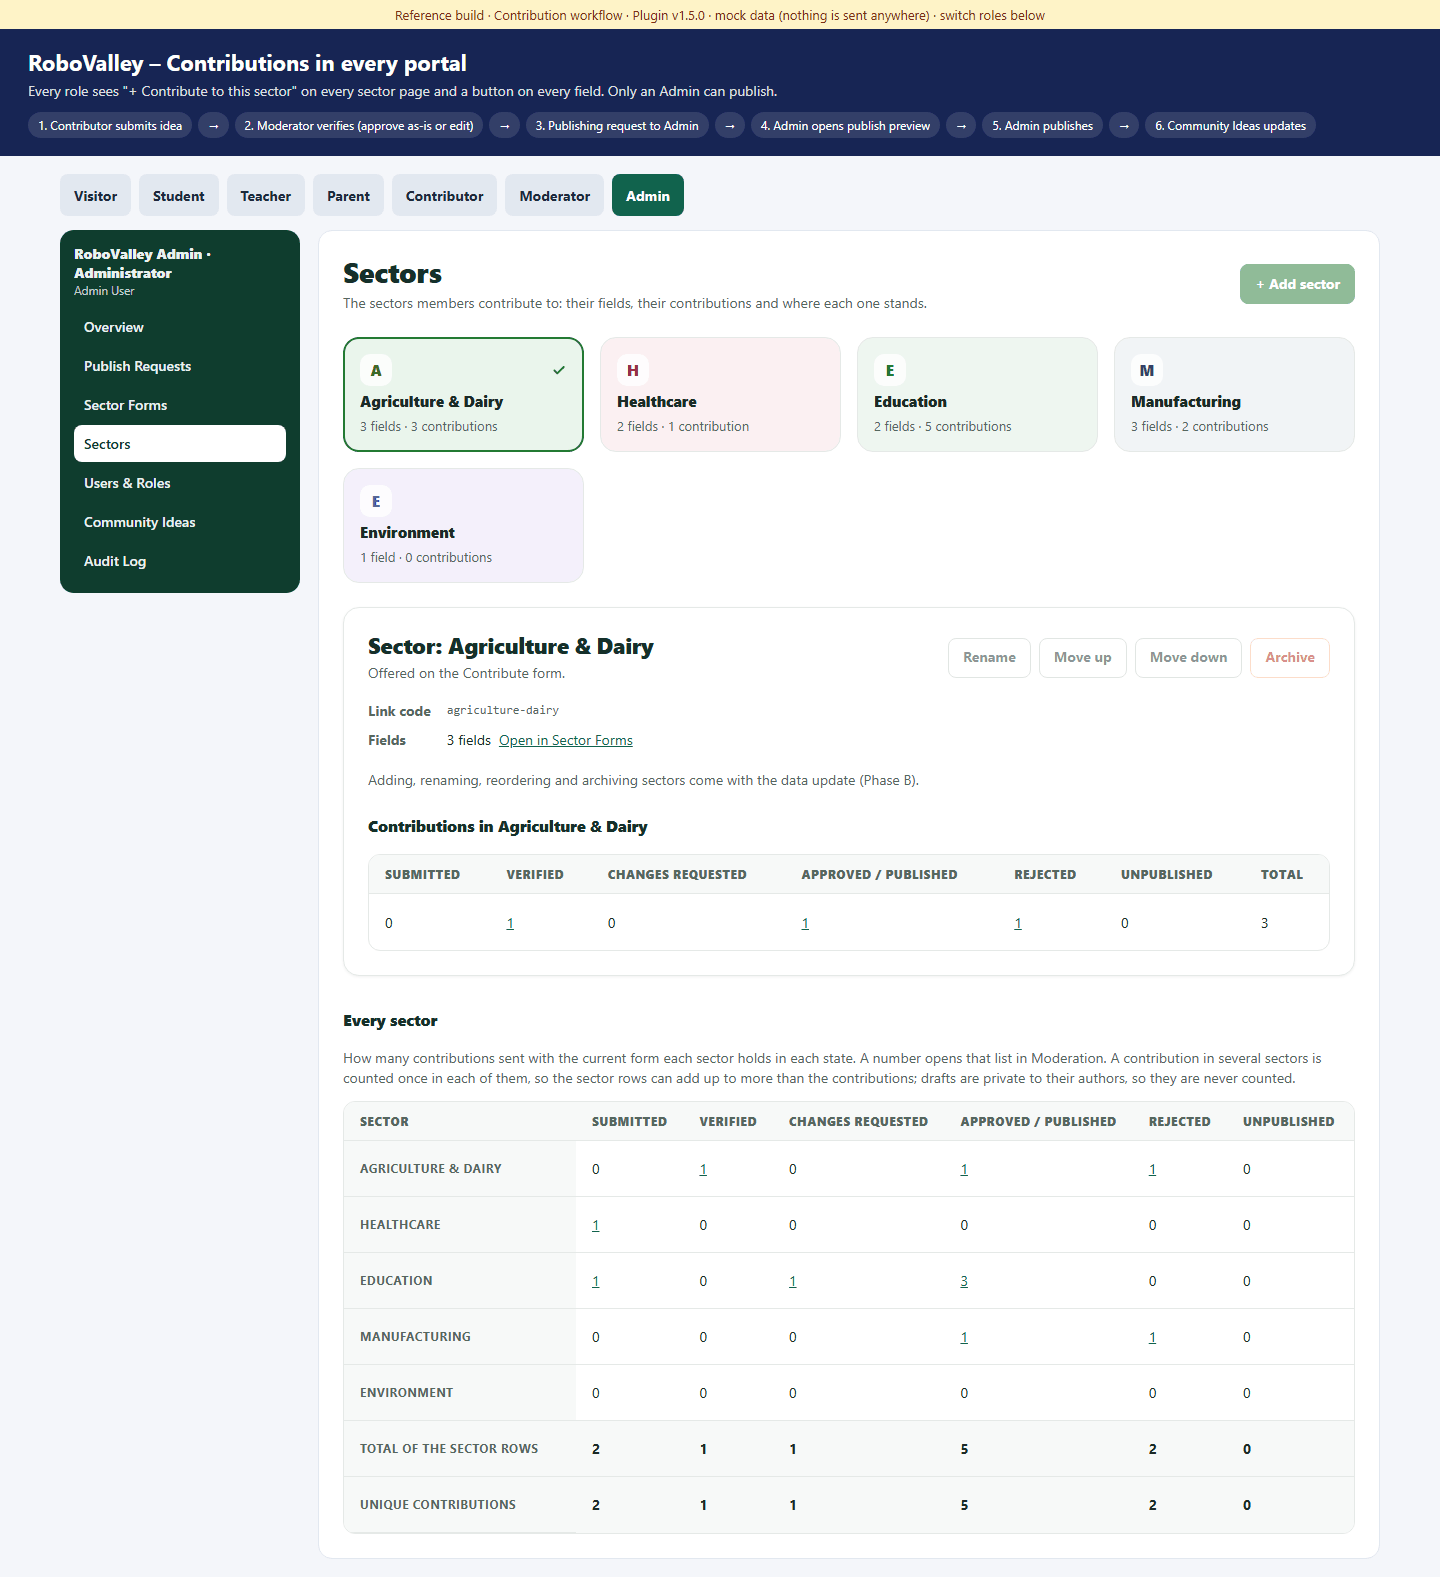 Reference build · Contribution workflow · Plugin v1.5.0 · mock data (nothing is sent anywhere) · switch roles below
RoboValley – Contributions in every portal
Every role sees "+ Contribute to this sector" on every sector page and a button on every field. Only an Admin can publish.
1. Contributor submits idea → 2. Moderator verifies (approve as-is or edit) → 3. Publishing request to Admin → 4. Admin opens publish preview → 5. Admin publishes → 6. Community Ideas updates
Visitor Student Teacher Parent Contributor Moderator Admin
RoboValley Admin ·
Administrator
Admin User
Overview
Publish Requests
Sector Forms
Sectors
Users & Roles
Community Ideas
Audit Log
Sectors
The sectors members contribute to: their fields, their contributions and where each one stands.
+ Add sector
A
Agriculture & Dairy
3 fields · 3 contributions
H
Healthcare
2 fields · 1 contribution
E
Education
2 fields · 5 contributions
M
Manufacturing
3 fields · 2 contributions
E
Environment
1 field · 0 contributions
Sector: Agriculture & Dairy
Offered on the Contribute form.
Rename Move up Move down Archive
Link code agriculture-dairy
Fields 3 fields Open in Sector Forms
Adding, renaming, reordering and archiving sectors come with the data update (Phase B).
Contributions in Agriculture & Dairy
SUBMITTED VERIFIED CHANGES REQUESTED APPROVED / PUBLISHED REJECTED UNPUBLISHED TOTAL
0 1 0 1 1 0 3
Every sector
How many contributions sent with the current form each sector holds in each state. A number opens that list in Moderation. A contribution in several sectors is
counted once in each of them, so the sector rows can add up to more than the contributions; drafts are private to their authors, so they are never counted.
SECTOR SUBMITTED VERIFIED CHANGES REQUESTED APPROVED / PUBLISHED REJECTED UNPUBLISHED
AGRICULTURE & DAIRY 0 1 0 1 1 0
HEALTHCARE 1 0 0 0 0 0
EDUCATION 1 0 1 3 0 0
MANUFACTURING 0 0 0 1 1 0
ENVIRONMENT 0 0 0 0 0 0
TOTAL OF THE SECTOR ROWS 2 1 1 5 2 0
UNIQUE CONTRIBUTIONS 2 1 1 5 2 0